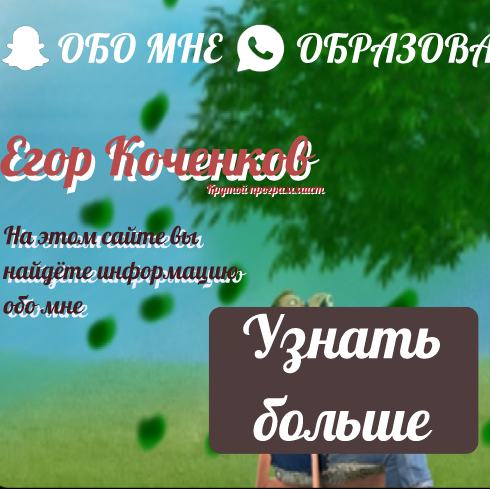 ОБО МНЕ ОБРАЗОВА
Егор Коченков
Крутой программист
На этом сайте вы
найдёте информацию
обо мне
Узнать
больше